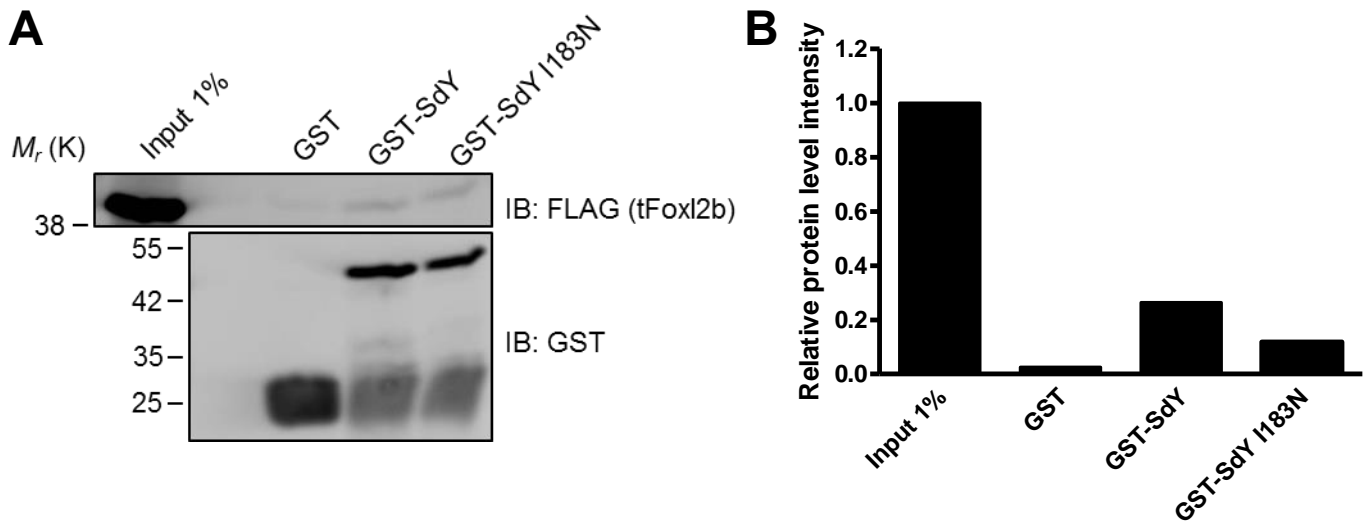 A
Input 1%
GST
GST-SdY
GST-SdY I183N
Mr (K)
38
IB: FLAG (tFoxl2b)
55
42
35
25
IB: GST
B
Relative protein level intensity
1.2
1.0
0.8
0.6
0.4
0.2
0.0
Input 1%
GST
GST-SdY
GST-SdY I183N